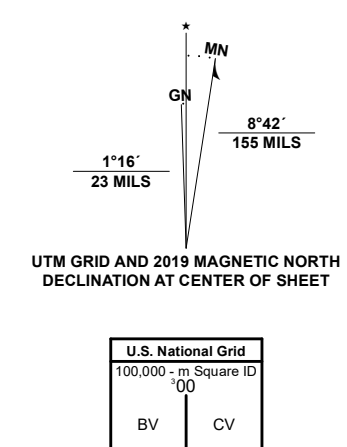 ★
MN
GN
8°42´
155 MILS
1°16´
23 MILS
UTM GRID AND 2019 MAGNETIC NORTH
DECLINATION AT CENTER OF SHEET
U.S. National Grid
100,000 - m Square ID
³00
BV CV